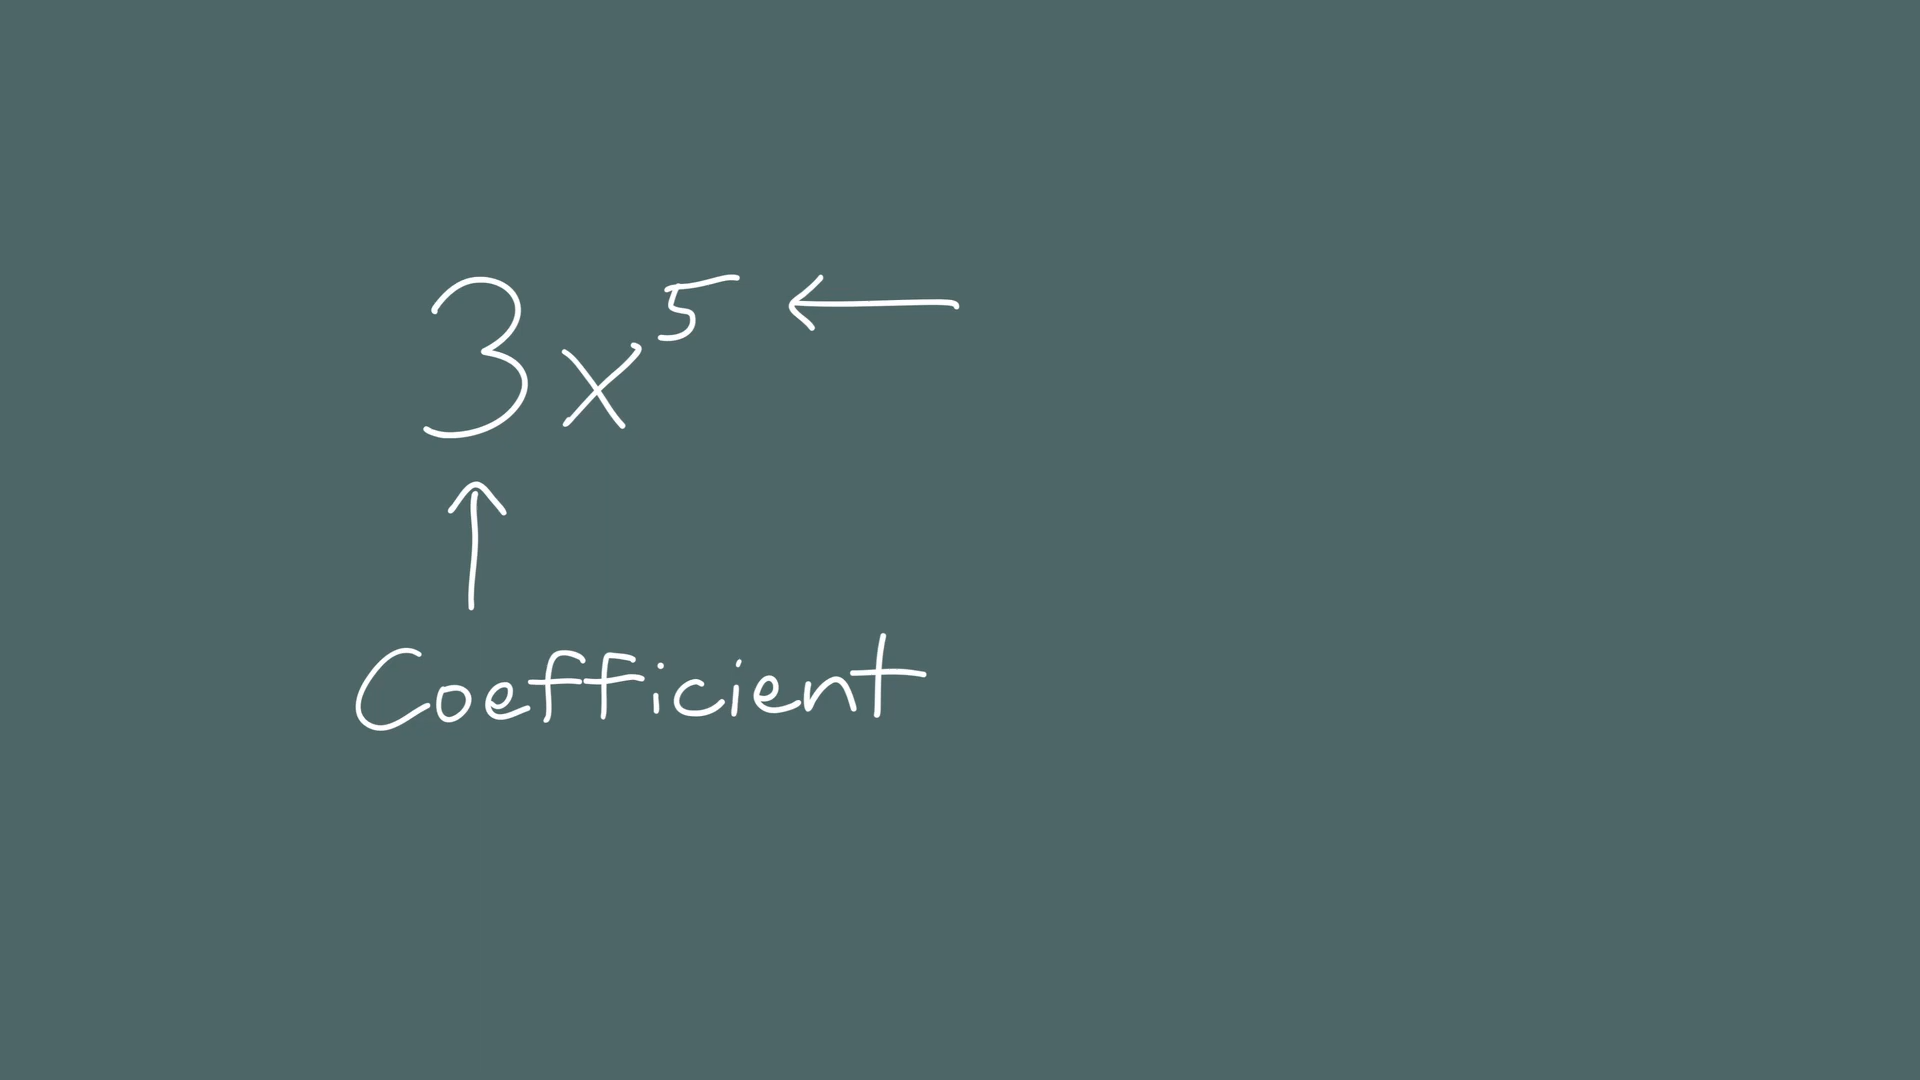 3x⁵ ←
↑
Coefficient